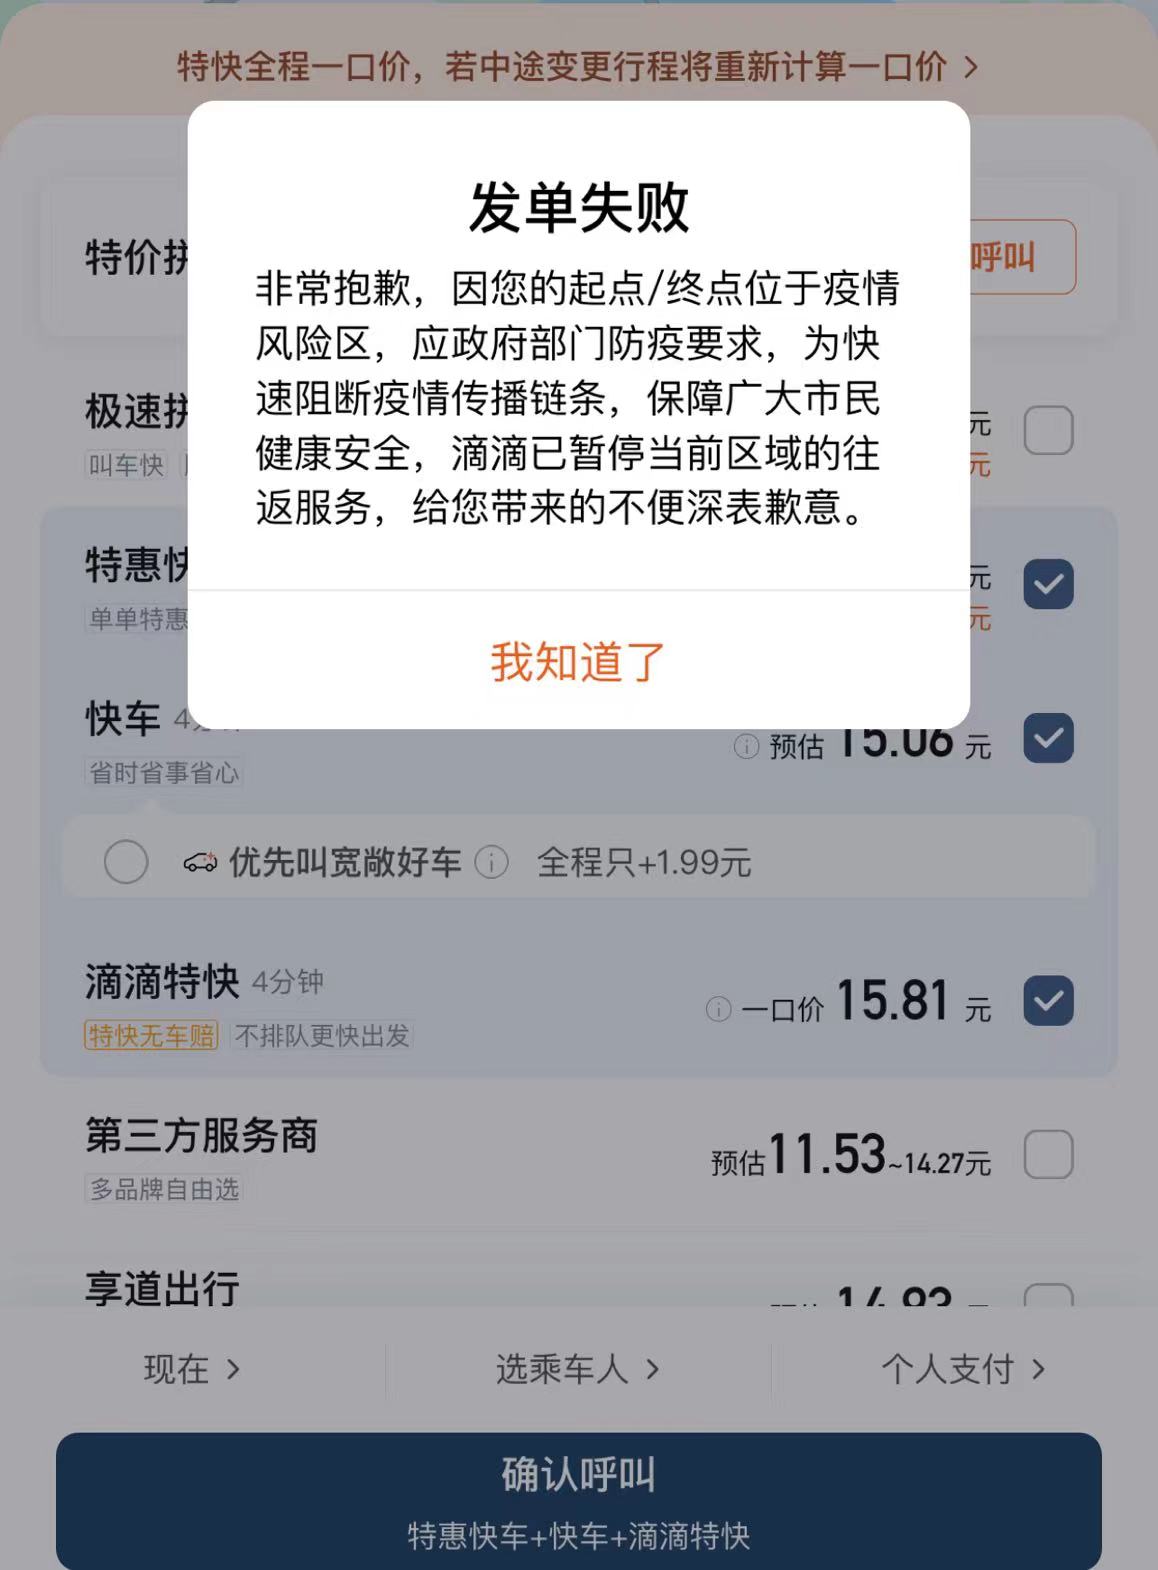 特快全程一口价，若中途变更行程将重新计算一口价 >
发单失败
非常抱歉，因您的起点/终点位于疫情
风险区，应政府部门防疫要求，为快
速阻断疫情传播链条，保障广大市民
健康安全，滴滴已暂停当前区域的往
返服务，给您带来的不便深表歉意。
我知道了
特价拼
呼叫
极速拼
元
叫车快
元
特惠快
元
单单特惠
元
快车
预估 15.06 元
省时省事省心
优先叫宽敞好车 全程只+1.99元
滴滴特快 4分钟
一口价 15.81 元
特快无车赔 不排队更快出发
第三方服务商
预估11.53~14.27元
多品牌自由选
享道出行
14.93
现在 > 选乘车人 > 个人支付 >
确认呼叫
特惠快车+快车+滴滴特快